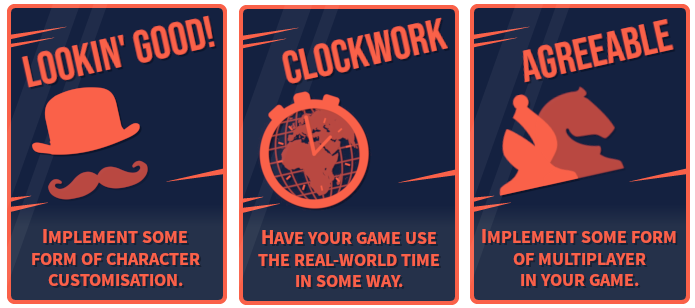 LOOKIN' GOOD!
IMPLEMENT SOME
FORM OF CHARACTER
CUSTOMISATION.
CLOCKWORK
HAVE YOUR GAME USE
THE REAL-WORLD TIME
IN SOME WAY.
AGREEABLE
IMPLEMENT SOME FORM
OF MULTIPLAYER
IN YOUR GAME.